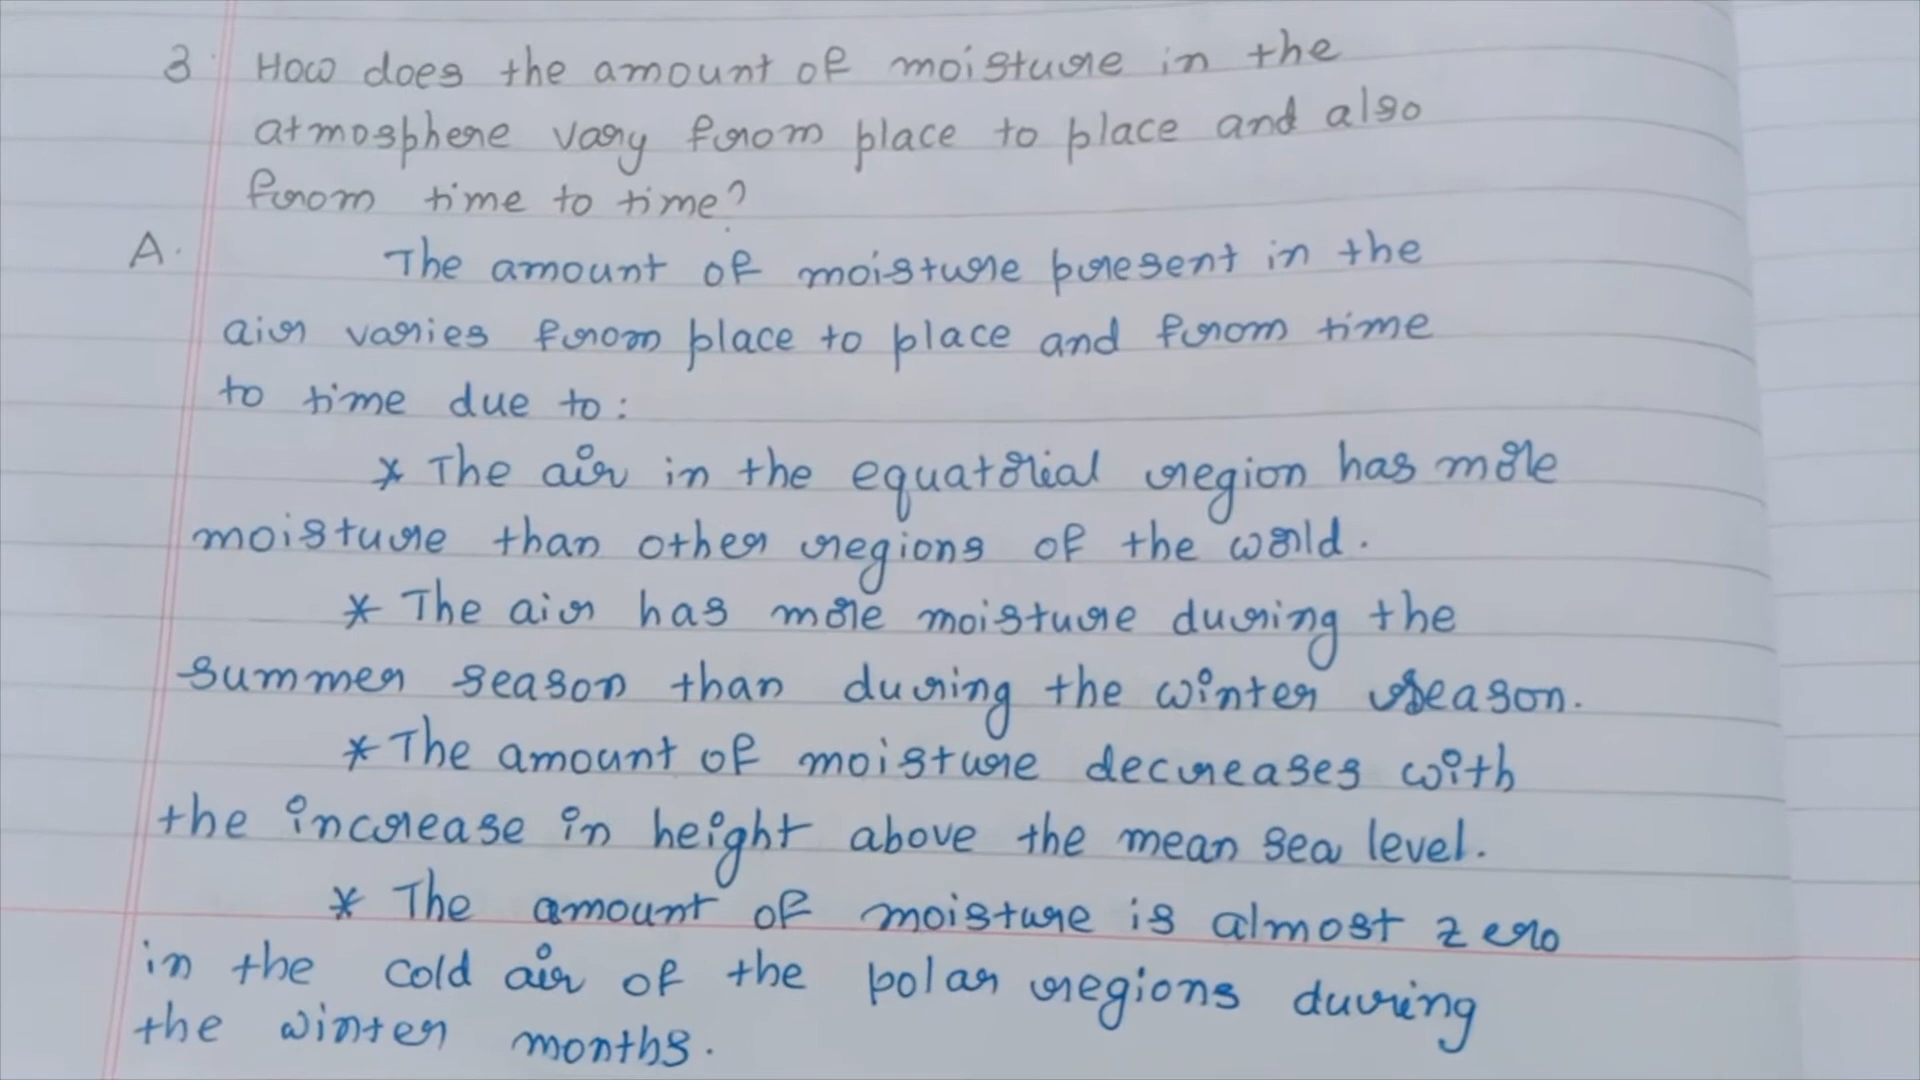 3. How does the amount of moisture in the
atmosphere vary from place to place and also
from time to time?
A. The amount of moisture present in the
air varies from place to place and from time
to time due to:
* The air in the equatorial region has more
moisture than other regions of the world.
* The air has more moisture during the
summer season than during the winter season.
* The amount of moisture decreases with
the increase in height above the mean sea level.
* The amount of moisture is almost zero
in the cold air of the polar regions during
the winter months.